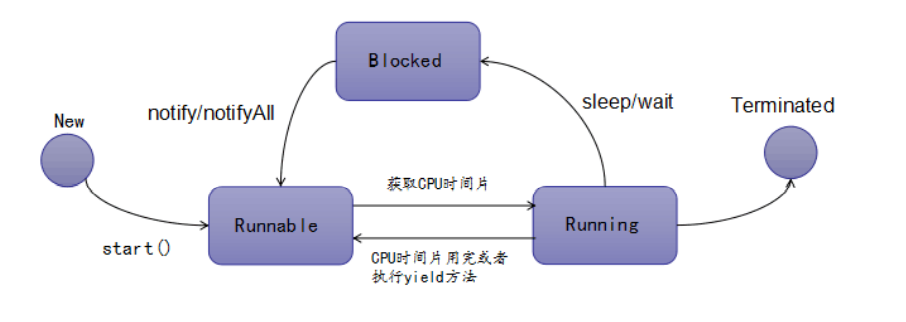 Blocked
notify/notifyAll
sleep/wait
Terminated
New
获取CPU时间片
Runnable
Running
start()
CPU时间片用完或者
执行yield方法